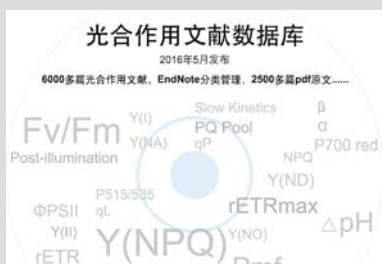 光合作用文献数据库
2016年5月发布
6000多篇光合作用文献，EndNote分类管理，2500多篇pdf原文......
Slow Kinetics β
Fv/Fm Y(I) PQ Pool α
Y(NA) qP P700 red
Post-illumination NPQ
Y(ND)
P515/535
ΦPSII qL rETRmax
Y(II) Y(NPQ) Y(NO) △pH
rETR